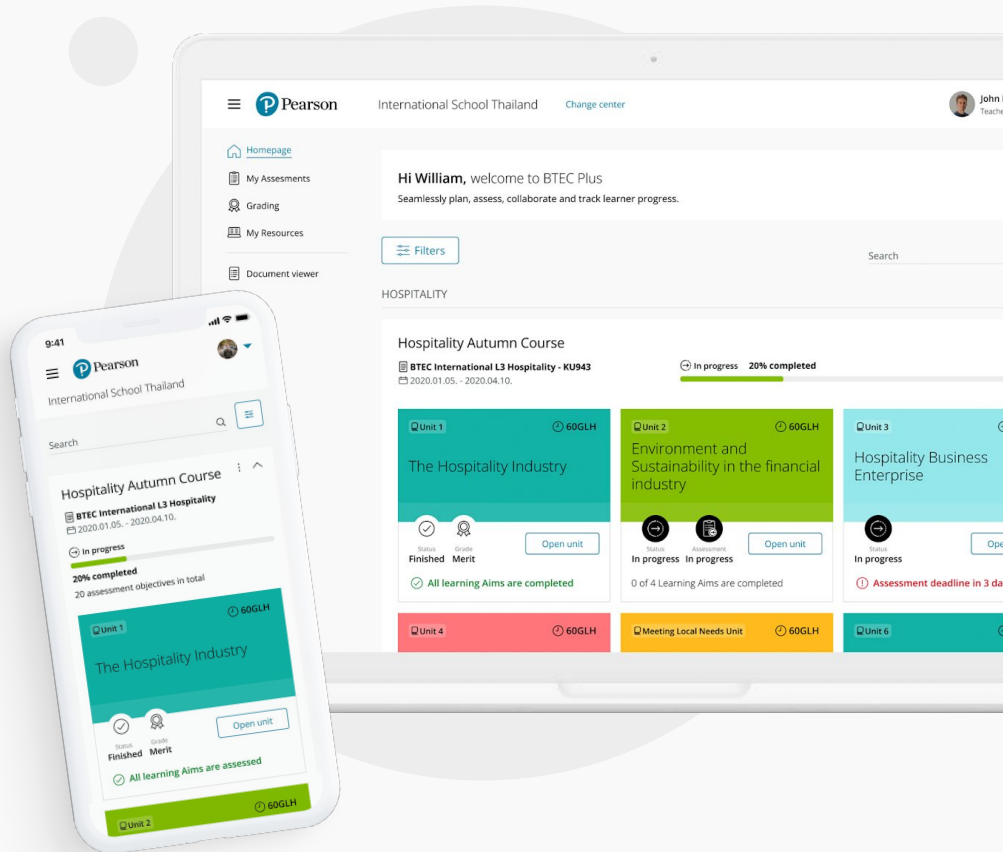 Pearson
International School Thailand
Change center
John
Homepage
My Assesments
Grading
My Resources
Document viewer
Hi William, welcome to BTEC Plus
Seamlessly plan, assess, collaborate and track learner progress.
Filters
Search
HOSPITALITY
Hospitality Autumn Course
BTEC International L3 Hospitality - KU943
2020.01.05. - 2020.04.10.
In progress 20% completed
Unit 1
60GLH
The Hospitality Industry
Status
Finished
Grade
Merit
Open unit
All learning Aims are completed
Unit 2
60GLH
Environment and
Sustainability in the financial
industry
Status
In progress
Assessment
In progress
Open unit
0 of 4 Learning Aims are completed
Unit 3
Hospitality Business
Enterprise
Status
In progress
Assessment deadline in 3
Unit 4
60GLH
Meeting Local Needs Unit
60GLH
Unit 6
9:41
Pearson
International School Thailand
Search
Hospitality Autumn Course
BTEC International L3 Hospitality
2020.01.05. - 2020.04.10.
In progress
20% completed
20 assessment objectives in total
Unit 1
60GLH
The Hospitality Industry
Status
Finished
Grade
Merit
Open unit
All learning Aims are assessed
Unit 2
60GLH